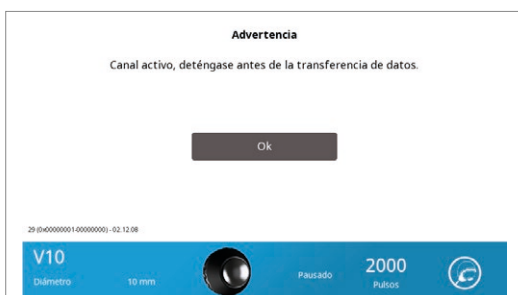 Advertencia
Canal activo, deténgase antes de la transferencia de datos.
Ok
29 (0x00000001-00000000) - 02.12.08
V10
Diámetro
10 mm
Pausado
2000
Pulsos